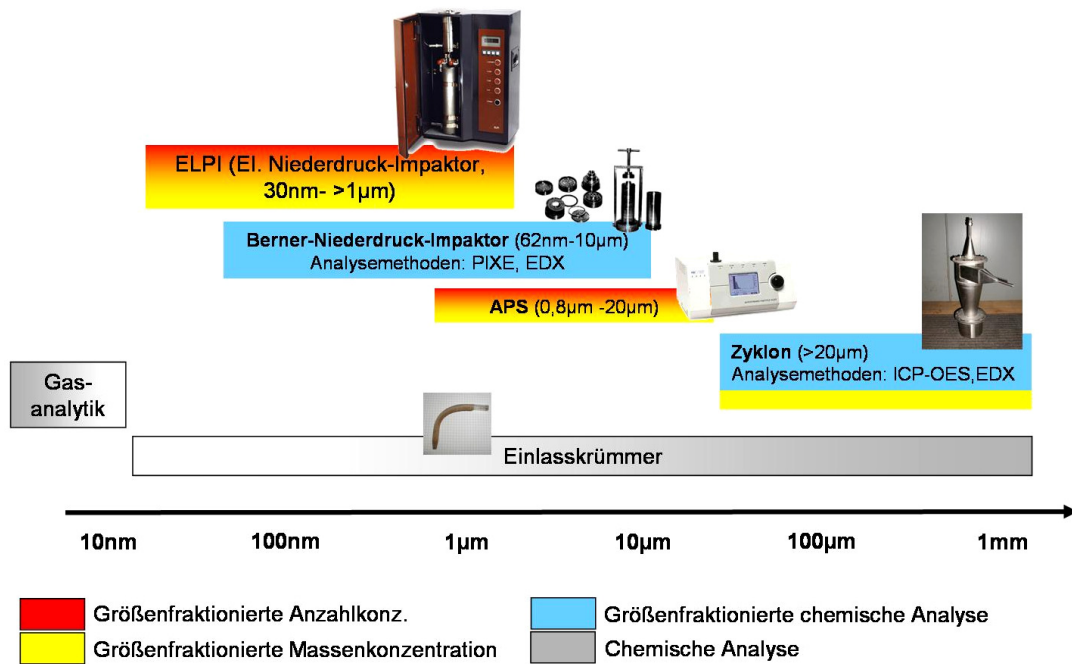 ELPI (El. Niederdruck-Impaktor,
30nm- >1µm)
Berner-Niederdruck-Impaktor (62nm-10µm)
Analysemethoden: PIXE, EDX
APS (0,8µm -20µm)
Zyklon (>20µm)
Analysemethoden: ICP-OES,EDX
Gas-
analytik
Einlasskrümmer
10nm 100nm 1µm 10µm 100µm 1mm
Größenfraktionierte Anzahlkonz.
Größenfraktionierte Massenkonzentration
Größenfraktionierte chemische Analyse
Chemische Analyse